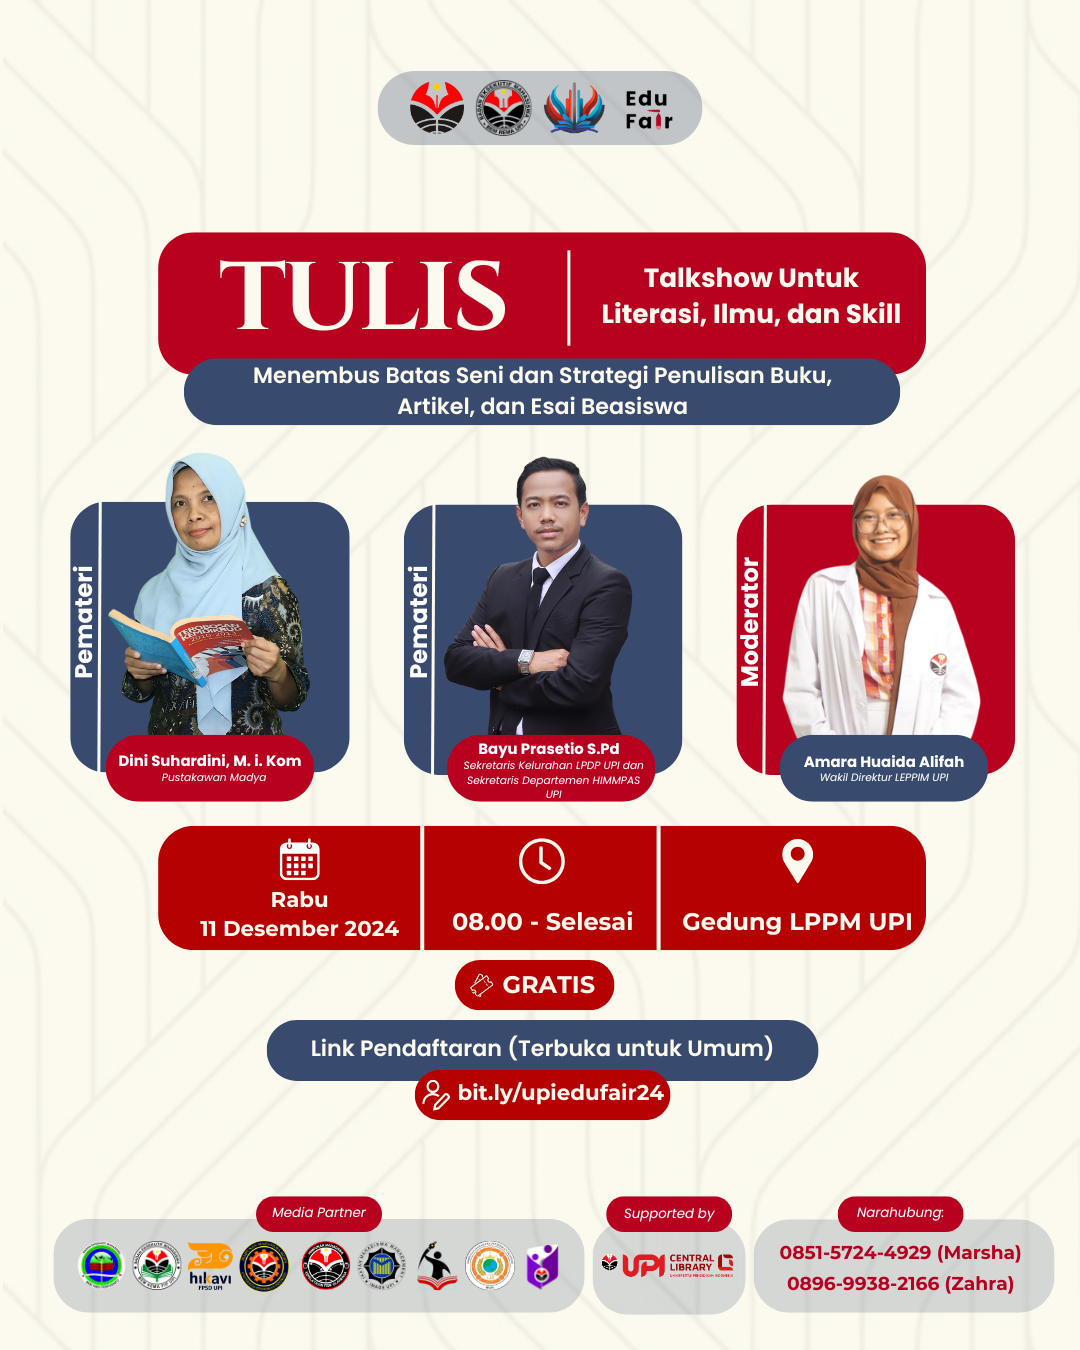 Edu
Fair
TULIS
Talkshow Untuk
Literasi, Ilmu, dan Skill
Menembus Batas Seni dan Strategi Penulisan Buku,
Artikel, dan Esai Beasiswa
Pemateri
Dini Suhardini, M. i. Kom
Pustakawan Madya
Pemateri
Bayu Prasetio S.Pd
Sekretaris Kelurahan LPDP UPI dan
Sekretaris Departemen HIMMPAS
UPI
Moderator
Amara Huaida Alifah
Wakil Direktur LEPPIM UPI
Rabu
11 Desember 2024
08.00 - Selesai
Gedung LPPM UPI
GRATIS
Link Pendaftaran (Terbuka untuk Umum)
bit.ly/upiedufair24
Media Partner
hikavi
FPSD UPI
Supported by
UPI
CENTRAL
LIBRARY
Narahubung:
0851-5724-4929 (Marsha)
0896-9938-2166 (Zahra)